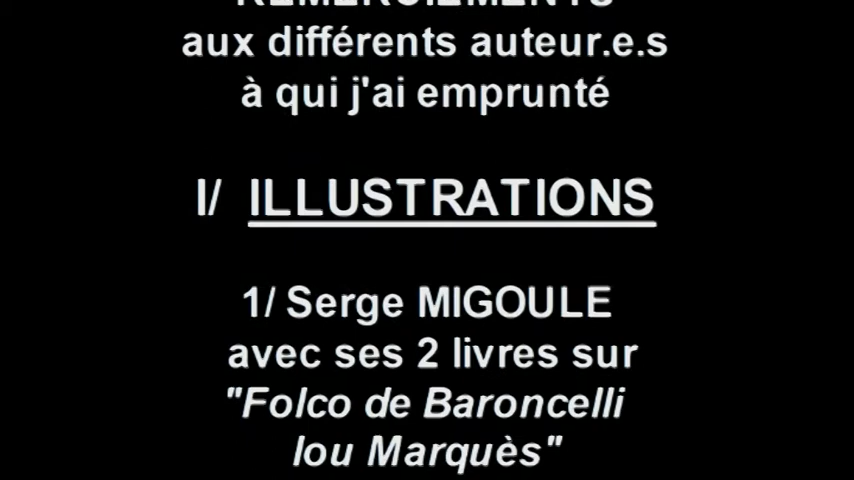 REMERCIEMENTS
aux différents auteur.e.s
à qui j'ai emprunté
I/ ILLUSTRATIONS
1/ Serge MIGOULE
avec ses 2 livres sur
"Folco de Baroncelli
lou Marquès"